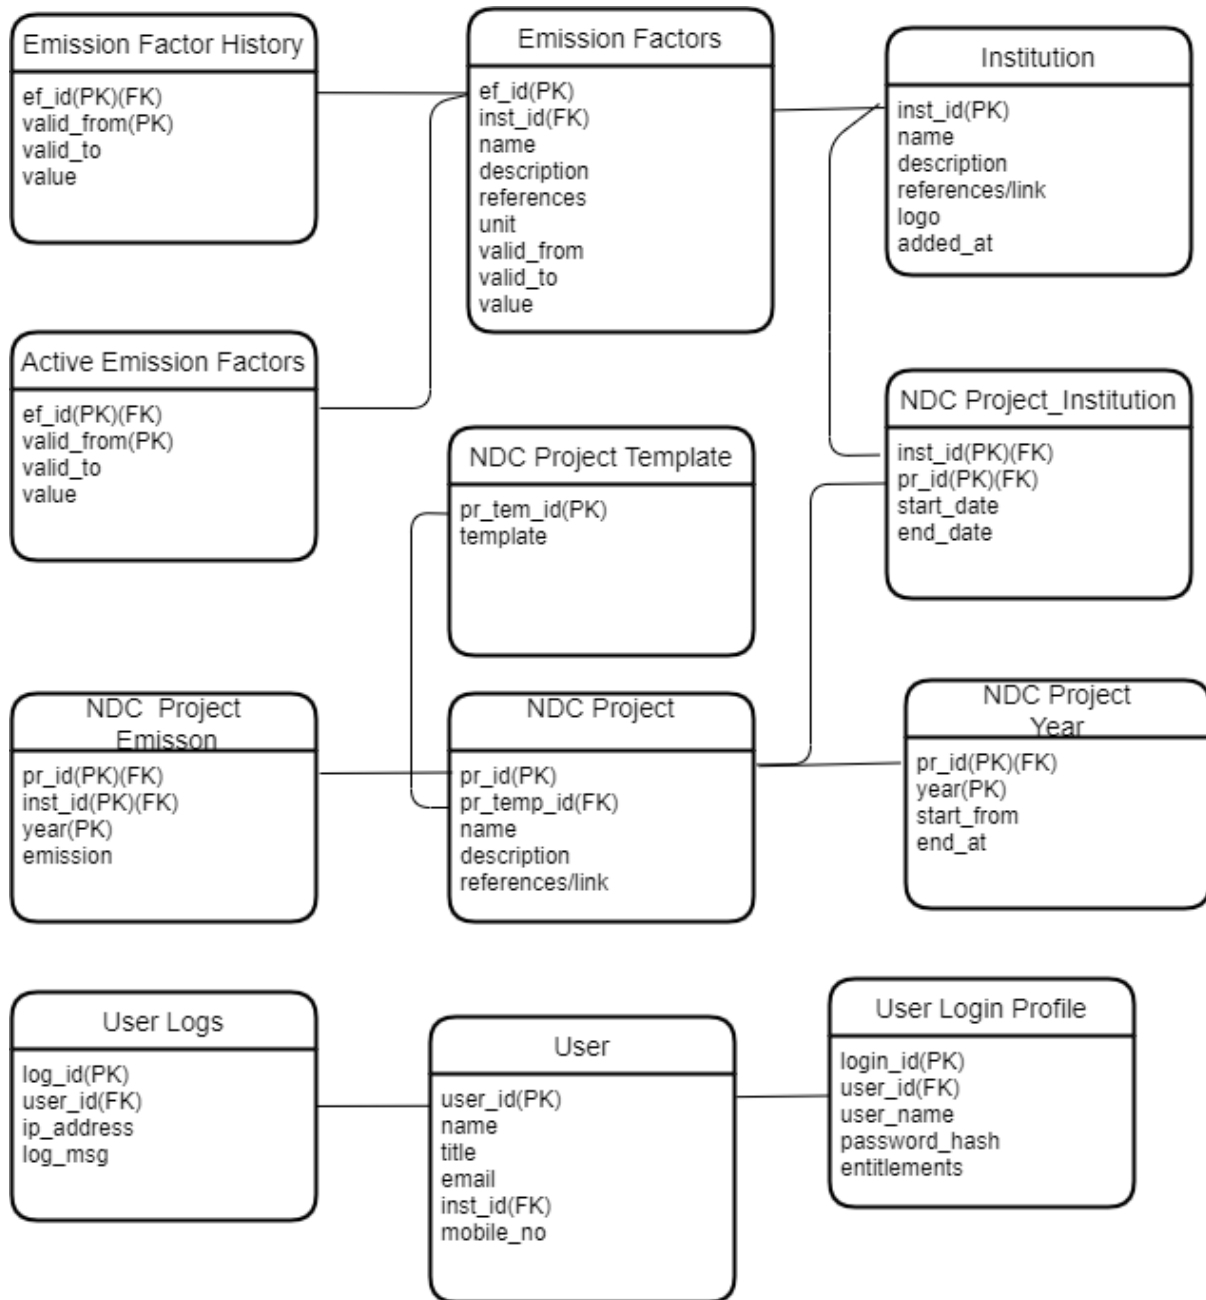 Emission Factor History
ef_id(PK)(FK)
valid_from(PK)
valid_to
value
Emission Factors
ef_id(PK)
inst_id(FK)
name
description
references
unit
valid_from
valid_to
value
Institution
inst_id(PK)
name
description
references/link
logo
added_at
Active Emission Factors
ef_id(PK)(FK)
valid_from(PK)
valid_to
value
NDC Project Template
pr_tem_id(PK)
template
NDC Project_Institution
inst_id(PK)(FK)
pr_id(PK)(FK)
start_date
end_date
NDC Project
Emisson
pr_id(PK)(FK)
inst_id(PK)(FK)
year(PK)
emission
NDC Project
pr_id(PK)
pr_temp_id(FK)
name
description
references/link
NDC Project
Year
pr_id(PK)(FK)
year(PK)
start_from
end_at
User Logs
log_id(PK)
user_id(FK)
ip_address
log_msg
User
user_id(PK)
name
title
email
inst_id(FK)
mobile_no
User Login Profile
login_id(PK)
user_id(FK)
user_name
password_hash
entitlements